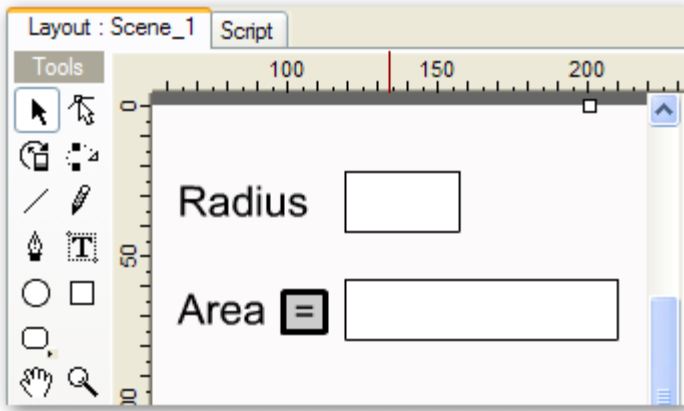 Layout : Scene_1
Script
Tools
100 150 200
0
Radius
50
Area =
T